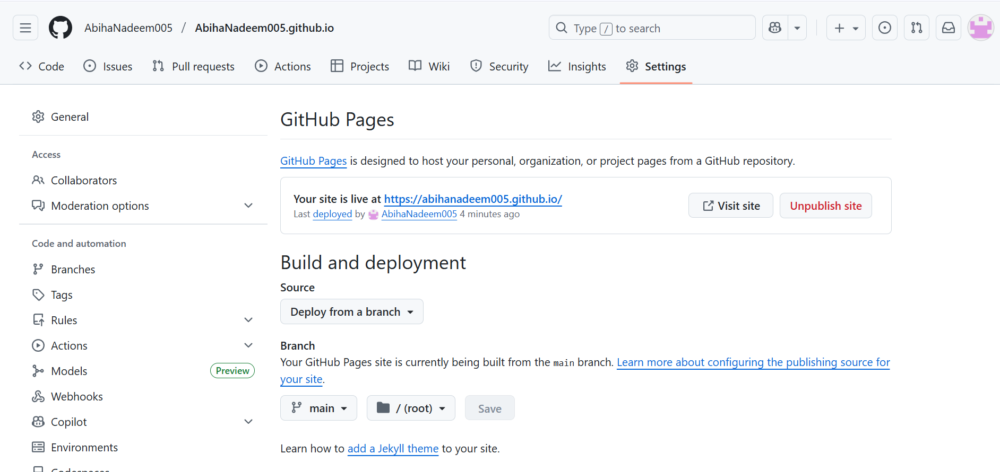 AbihaNadeem005 / AbihaNadeem005.github.io
Type / to search
Code
Issues
Pull requests
Actions
Projects
Wiki
Security
Insights
Settings
General
Access
Collaborators
Moderation options
Code and automation
Branches
Tags
Rules
Actions
Models Preview
Webhooks
Copilot
Environments
Codespaces
GitHub Pages
GitHub Pages is designed to host your personal, organization, or project pages from a GitHub repository.
Your site is live at https://abihanadeem005.github.io/
Last deployed by AbihaNadeem005 4 minutes ago
Visit site
Unpublish site
Build and deployment
Source
Deploy from a branch
Branch
Your GitHub Pages site is currently being built from the main branch. Learn more about configuring the publishing source for
your site.
main
/ (root)
Save
Learn how to add a Jekyll theme to your site.